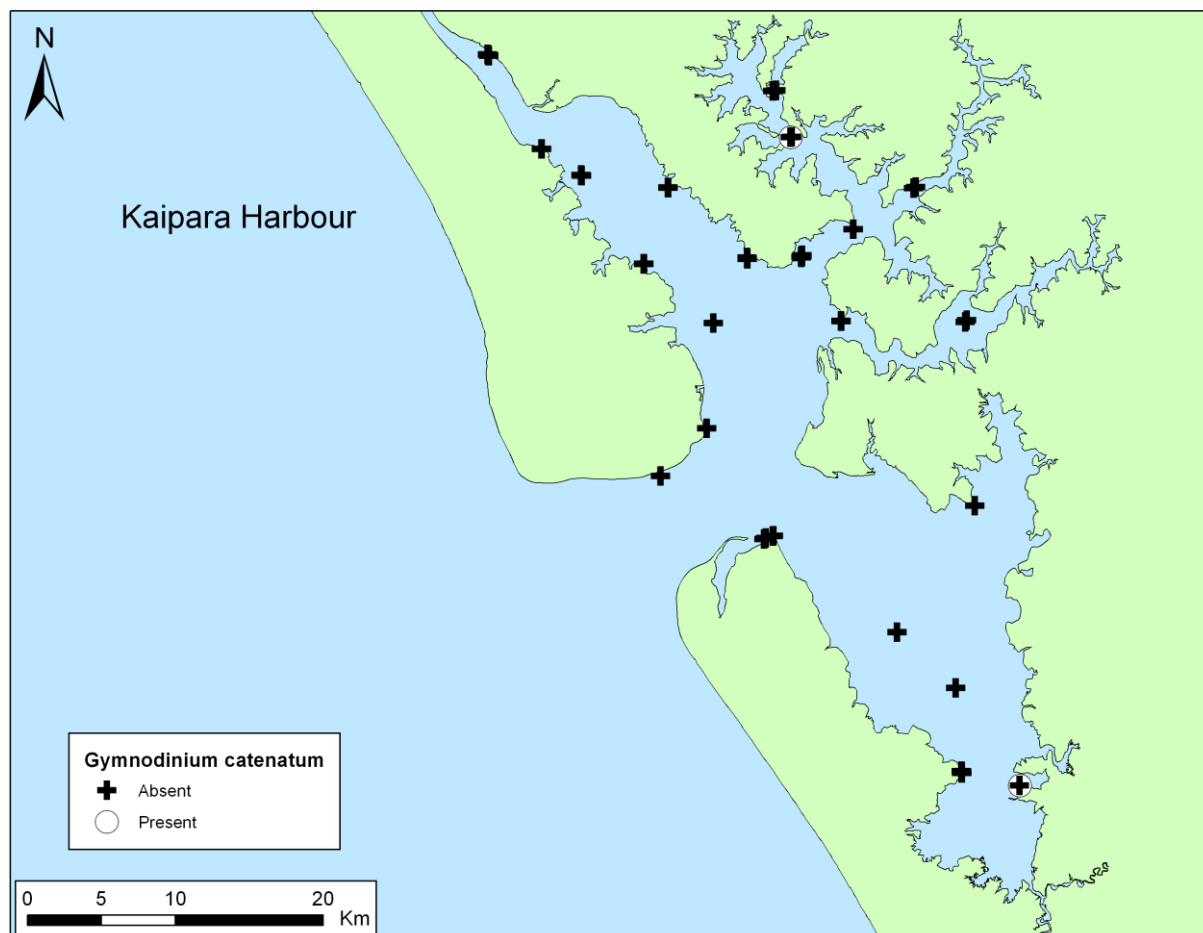 N
Kaipara Harbour
Gymnodinium catenatum
Absent
Present
0 5 10 20
Km